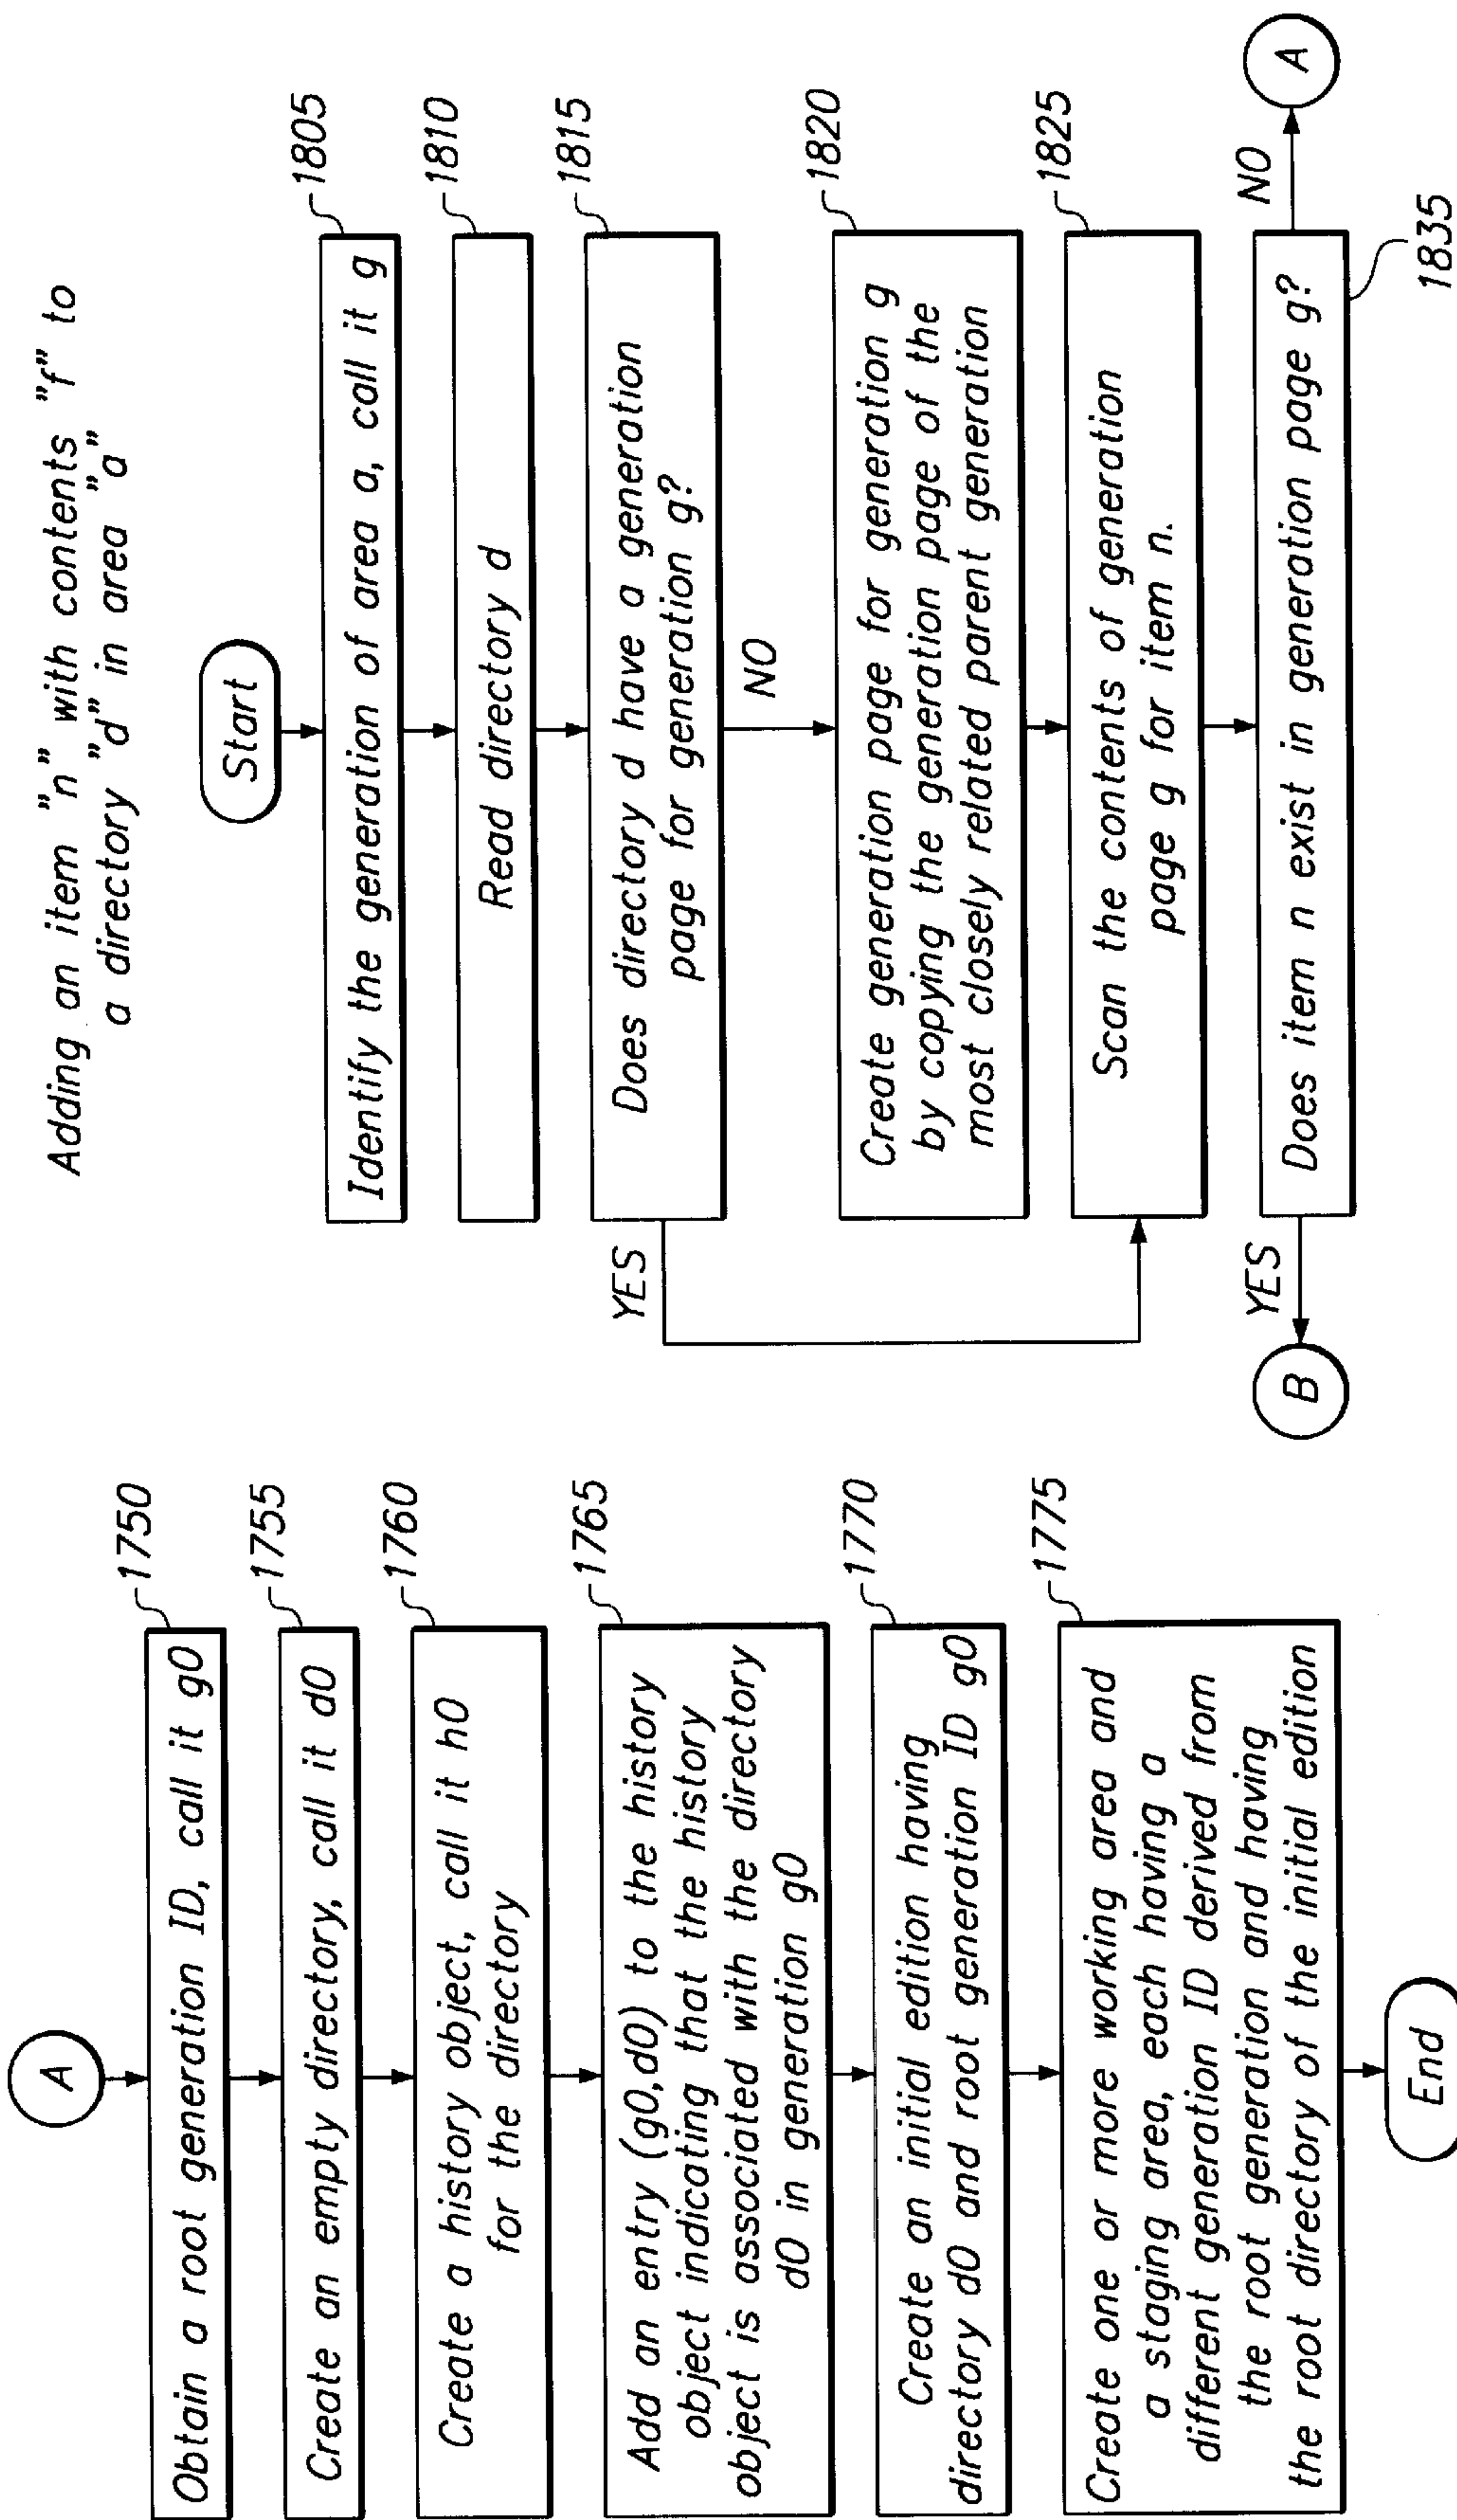 A
1750
Obtain a root generation ID, call it g0
1755
Create an empty directory, call it d0
1760
Create a history object, call it h0
for the directory
1765
Add an entry (g0,d0) to the history
object indicating that the history
object is associated with the directory
d0 in generation g0
1770
Create an initial edition having
directory d0 and root generation ID g0
1775
Create one or more working area and
a staging area, each having a
different generation ID derived from
the root generation and having
the root directory of the initial edition
End
Adding an item "n" with contents "f" to
a directory "d" in area "a"
Start
1805
Identify the generation of area a, call it g
1810
Read directory d
1815
Does directory d have a generation
page for generation g?
YES
NO
1820
Create generation page for generation g
by copying the generation page of the
most closely related parent generation
1825
Scan the contents of generation
page g for item n.
Does item n exist in generation page g?
1835
YES
NO
B
A